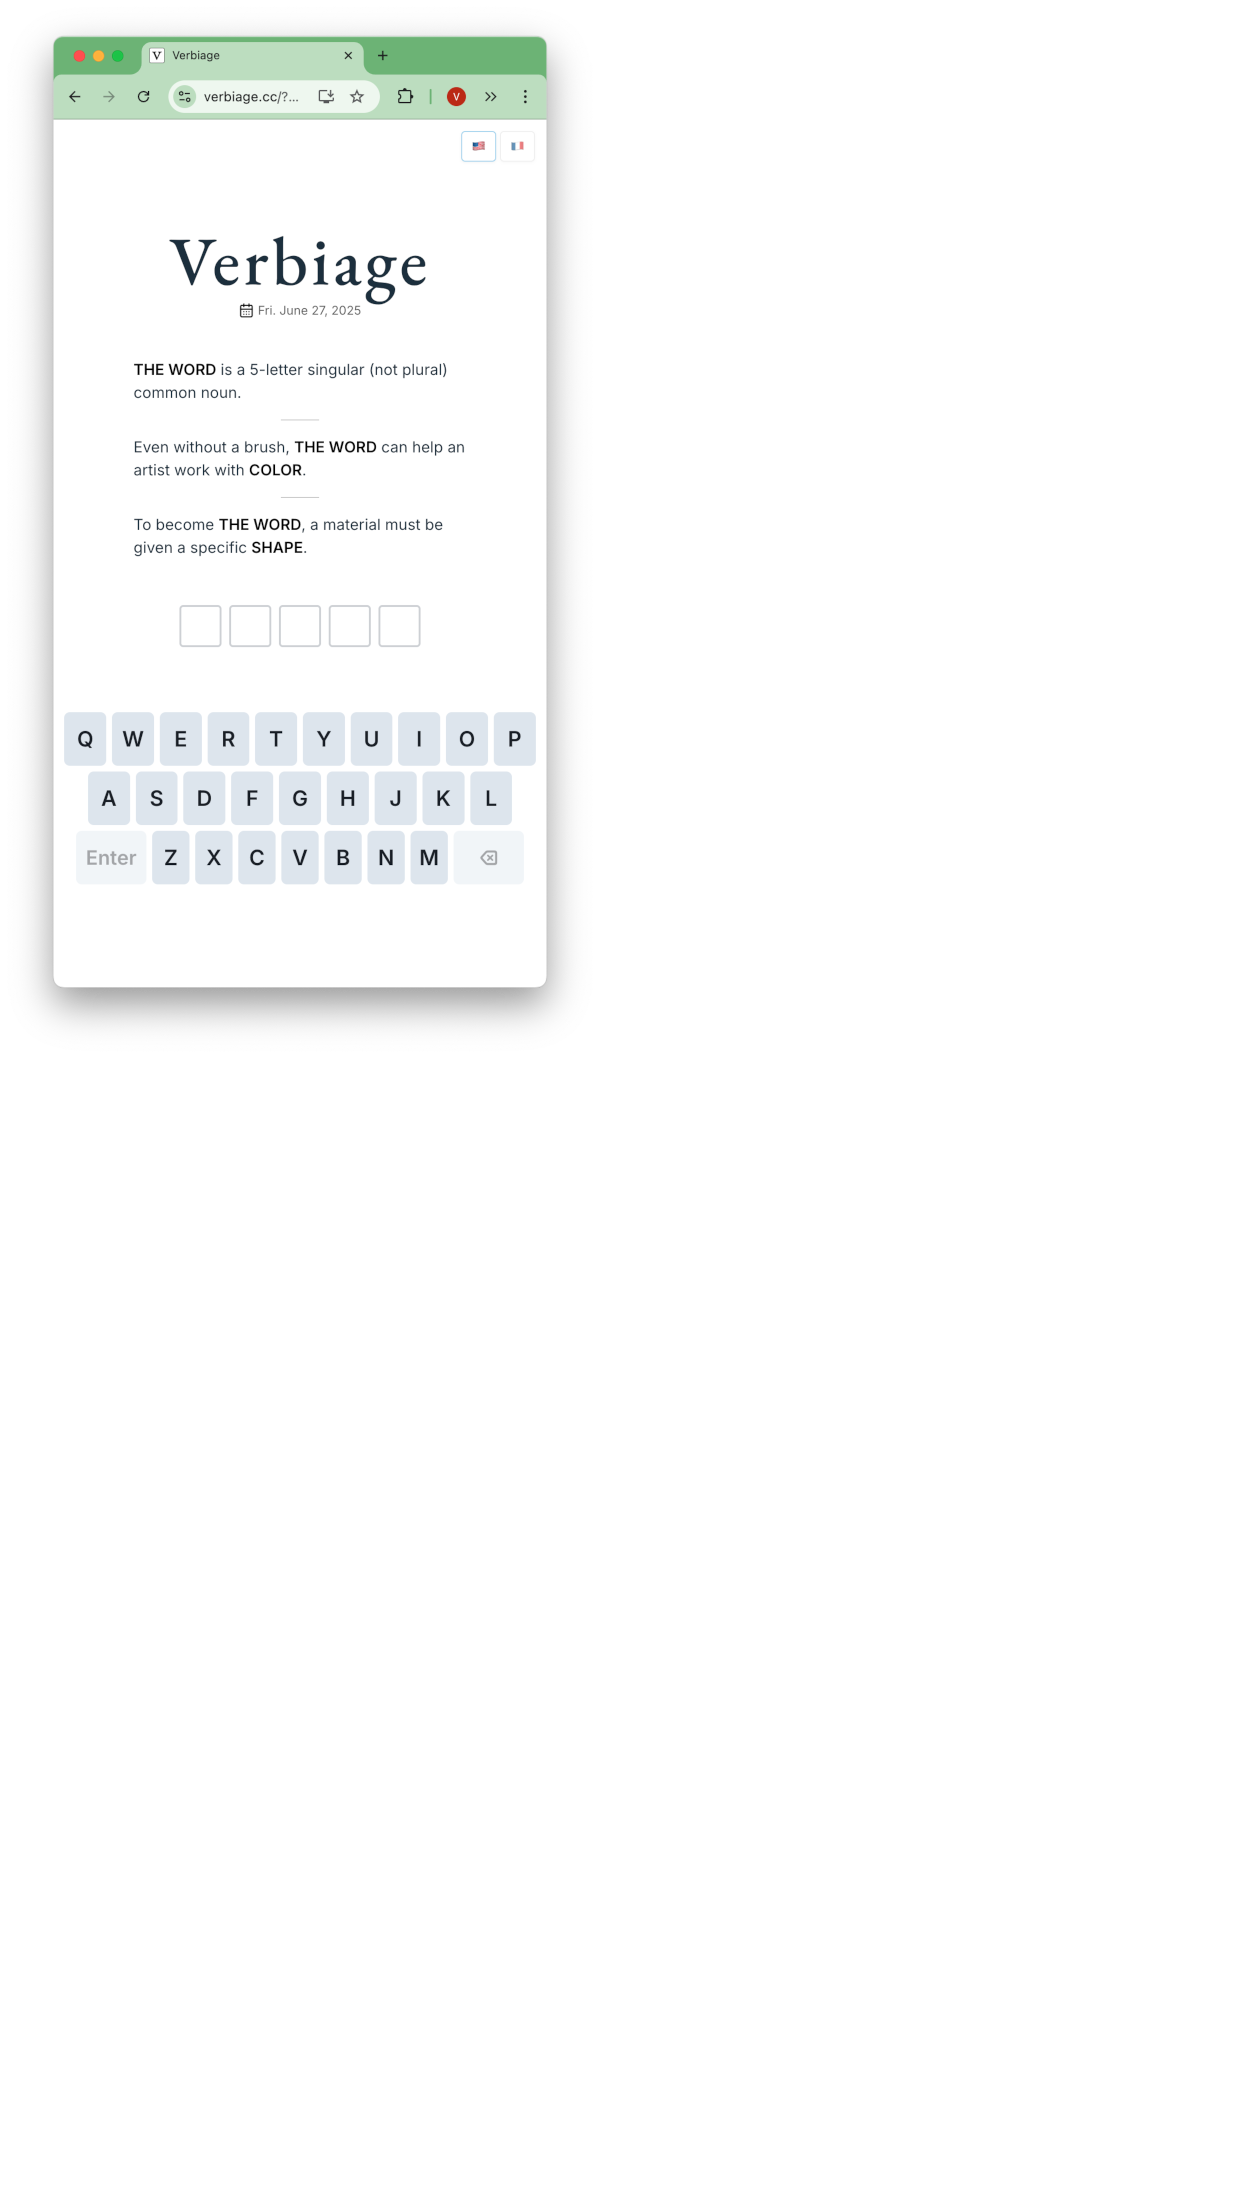 V Verbiage
verbiage.cc/?...
V
Verbiage
Fri. June 27, 2025
THE WORD is a 5-letter singular (not plural)
common noun.
Even without a brush, THE WORD can help an
artist work with COLOR.
To become THE WORD, a material must be
given a specific SHAPE.
Q W E R T Y U I O P
A S D F G H J K L
Enter Z X C V B N M